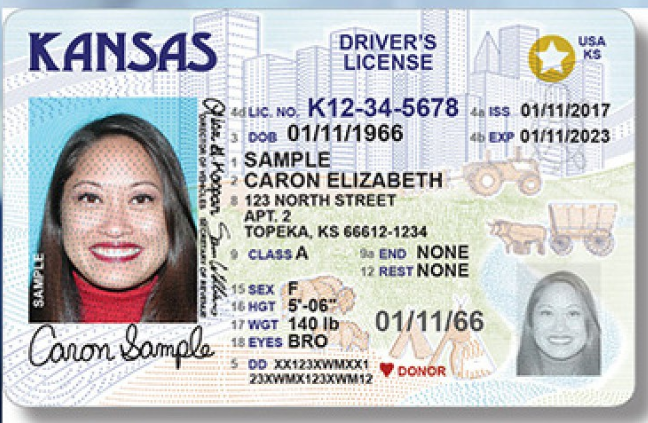 KANSAS
DRIVER'S
LICENSE
USA
KS
4d LIC. NO. K12-34-5678 4a ISS 01/11/2017
3 DOB 01/11/1966 4b EXP 01/11/2023
1 SAMPLE
2 CARON ELIZABETH
8 123 NORTH STREET
APT. 2
TOPEKA, KS 66612-1234
9 CLASS A 9a END NONE
12 REST NONE
15 SEX F
16 HGT 5'-06"
17 WGT 140 lb 01/11/66
18 EYES BRO
5 DD XX123XWMXX1
23XWMX123XWM12
DONOR
SAMPLE
Caron Sample
DIRECTOR OF VEHICLES SECRETARY OF REVENUE